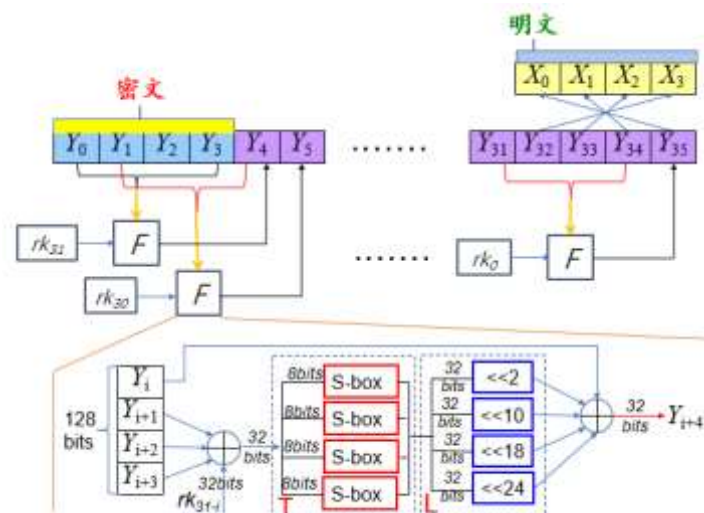 明文
X0 X1 X2 X3
密文
Y0 Y1 Y2 Y3 Y4 Y5 ....... Y31 Y32 Y33 Y34 Y35
rk31 F ....... rk0 F
rk30 F
Yi 8bits S-box 32 bits <<2
128 bits Yi+1 8bits S-box 32 bits <<10 32 bits Yi+4
Yi+2 32 bits 8bits S-box 32 bits <<18
Yi+3 32bits 8bits S-box 32 bits <<24
rk31-i T L